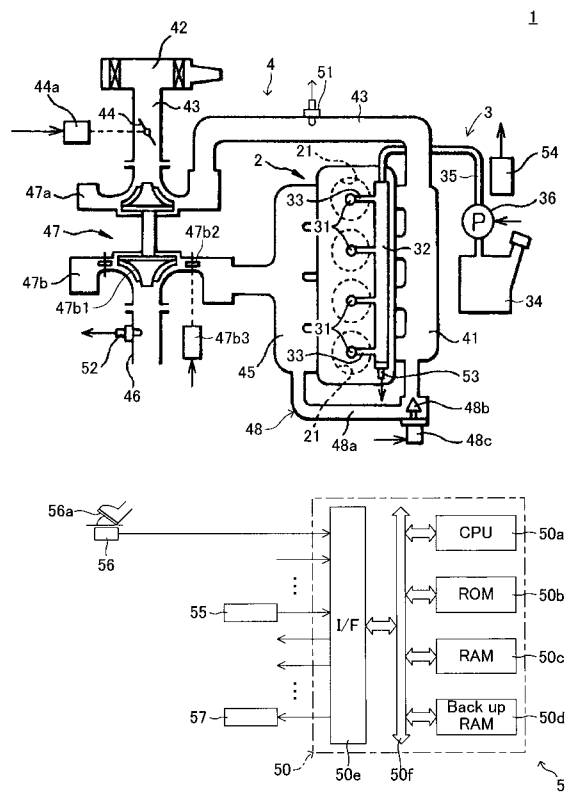 1
42
4
51
44a
44
43
43
3
54
21
2
35
47a
33
36
P
47
47b2
31
32
47b
34
47b1
31
41
47b3
52
45
33
53
46
48b
48
21
48a
48c
56a
56
CPU
50a
ROM
50b
55
I/F
RAM
50c
Back up
RAM
50d
57
50
50e
50f
5